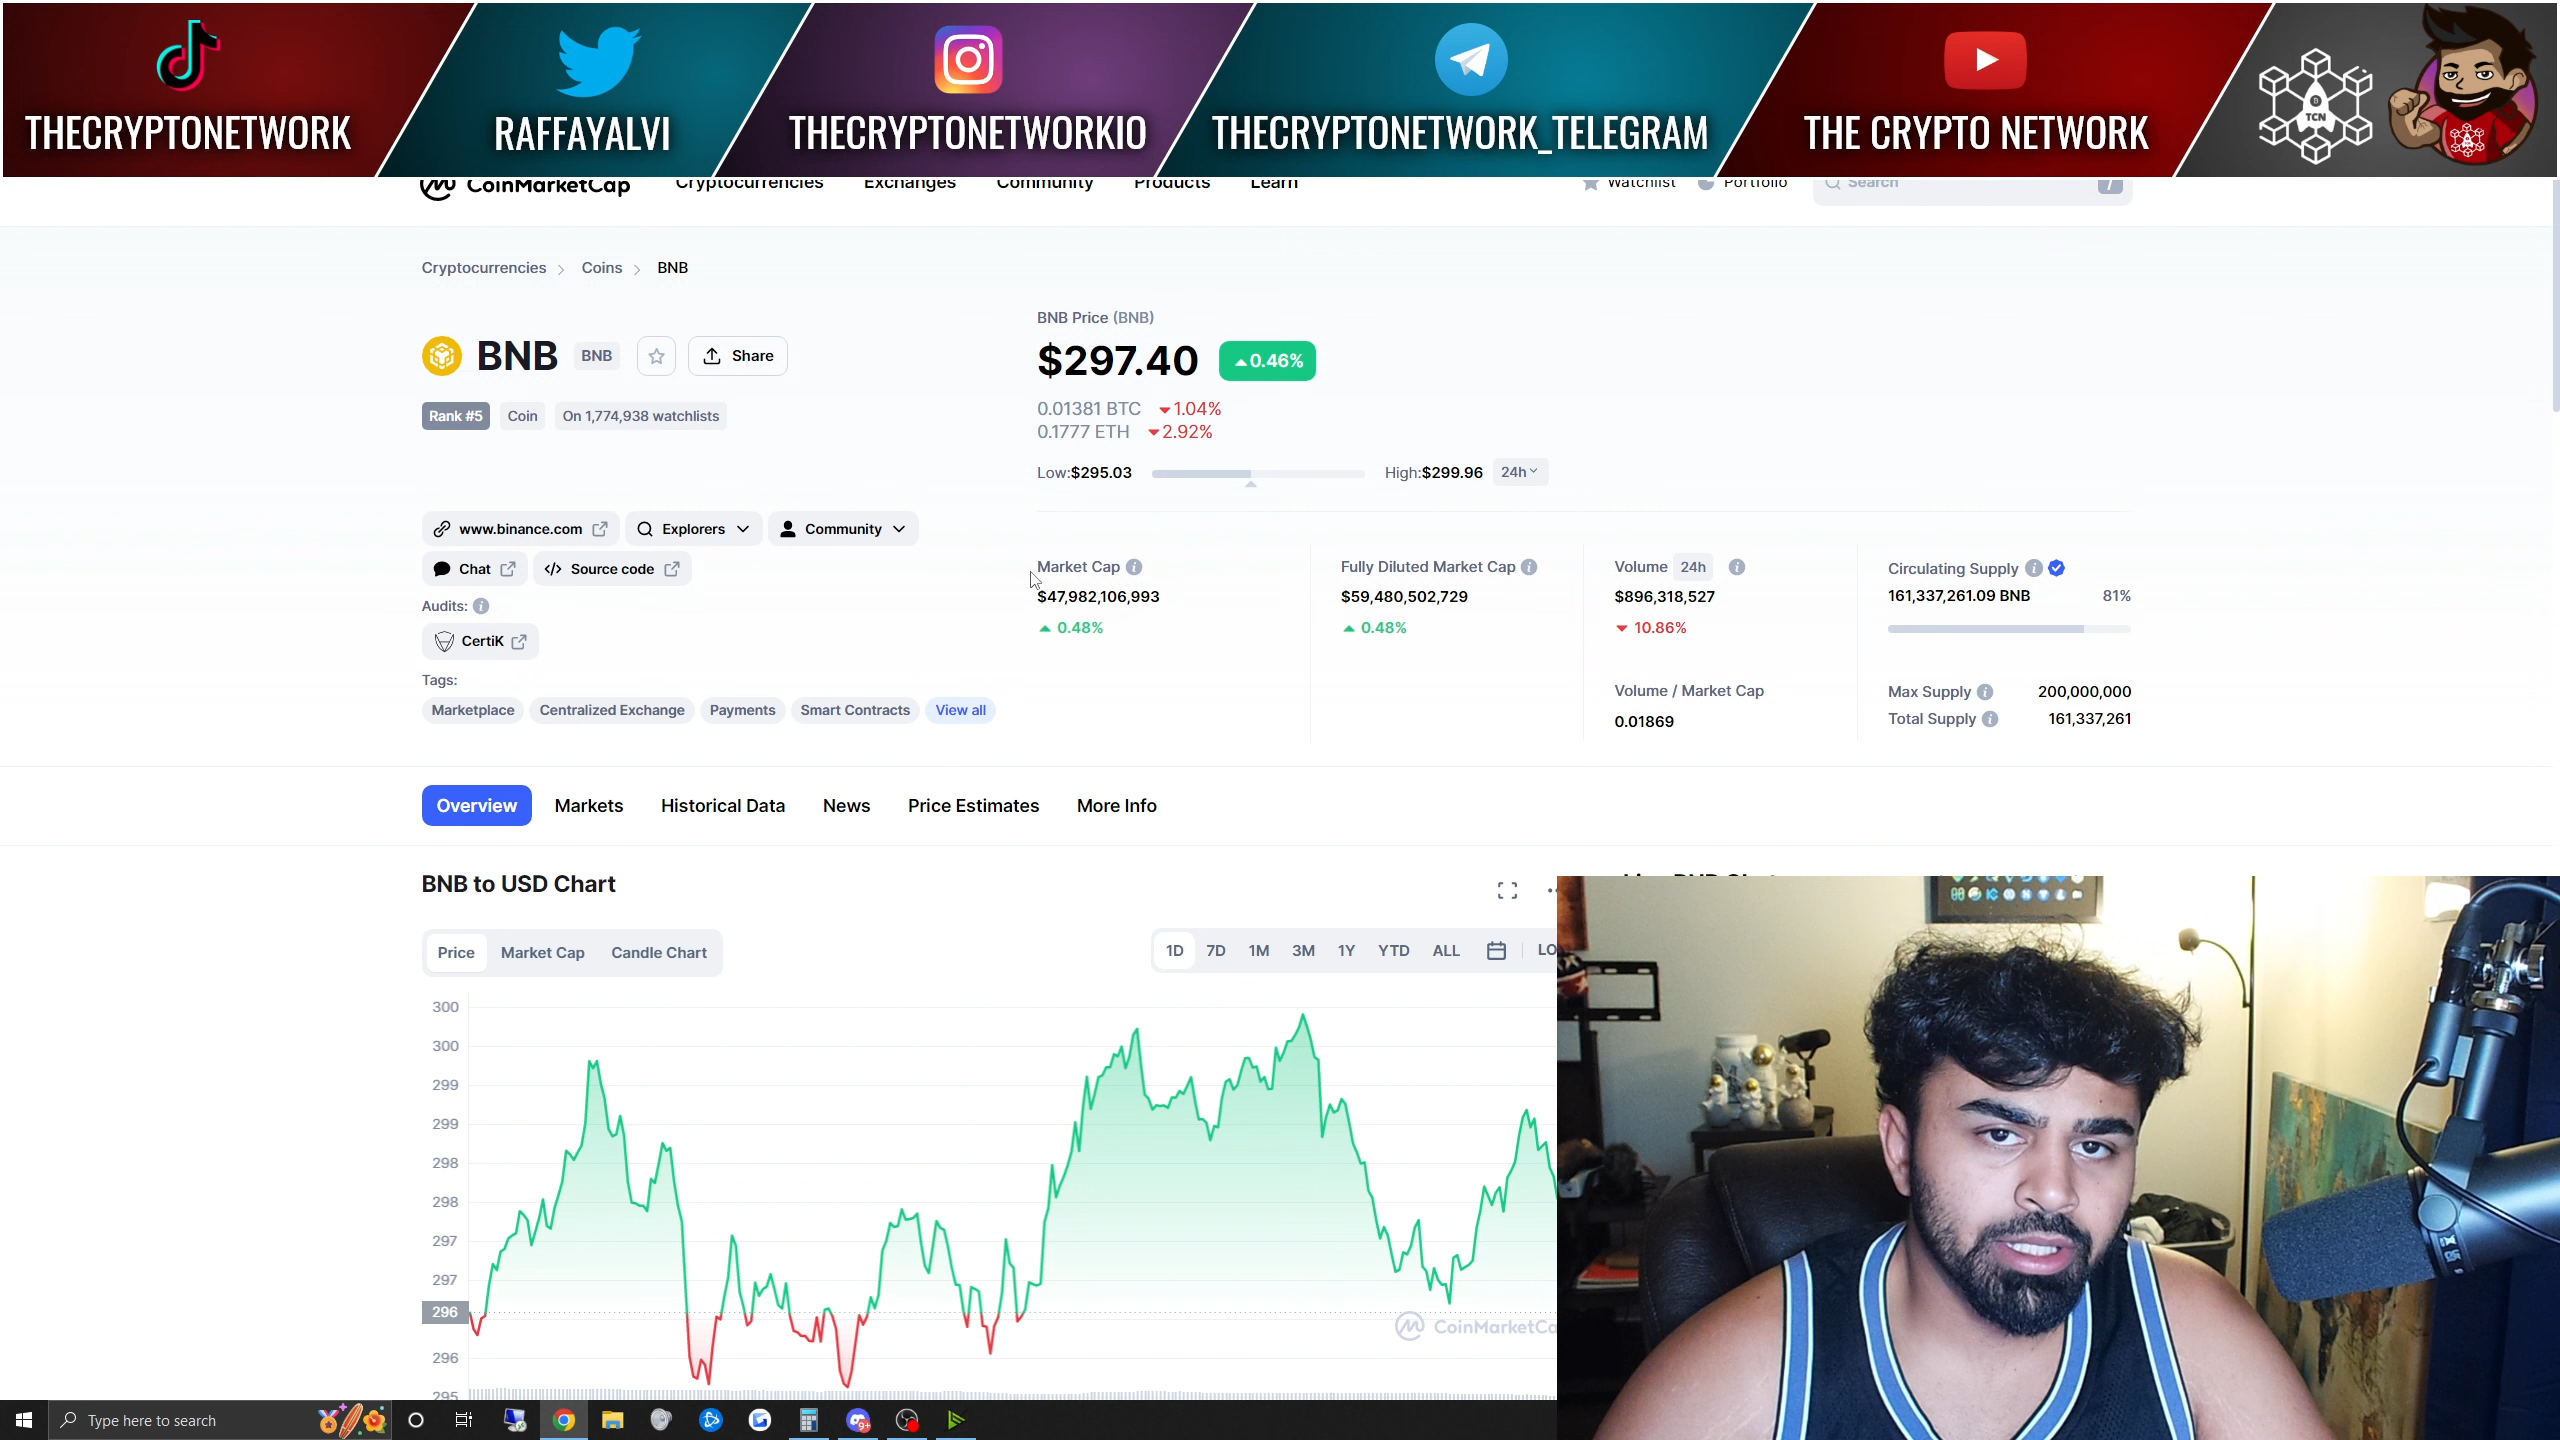 THECRYPTONETWORK
RAFFAYALVI
THECRYPTONETWORKIO
THECRYPTONETWORK_TELEGRAM
THE CRYPTO NETWORK
TCN
CoinMarketCap Cryptocurrencies Exchanges Community Products Learn Watchlist Portfolio Search /
Cryptocurrencies > Coins > BNB
BNB BNB Share
Rank #5 Coin On 1,774,938 watchlists
www.binance.com Explorers Community
Chat Source code
Audits:
CertiK
Tags:
Marketplace Centralized Exchange Payments Smart Contracts View all
BNB Price (BNB)
$297.40 0.46%
0.01381 BTC 1.04%
0.1777 ETH 2.92%
Low:$295.03 High:$299.96 24h
Market Cap
$47,982,106,993
0.48%
Fully Diluted Market Cap
$59,480,502,729
0.48%
Volume 24h
$896,318,527
10.86%
Volume / Market Cap
0.01869
Circulating Supply
161,337,261.09 BNB 81%
Max Supply 200,000,000
Total Supply 161,337,261
Overview Markets Historical Data News Price Estimates More Info
BNB to USD Chart
Price Market Cap Candle Chart
1D 7D 1M 3M 1Y YTD ALL LO
300
300
299
299
298
298
297
297
296
296
295
CoinMarketCa
Type here to search
9+